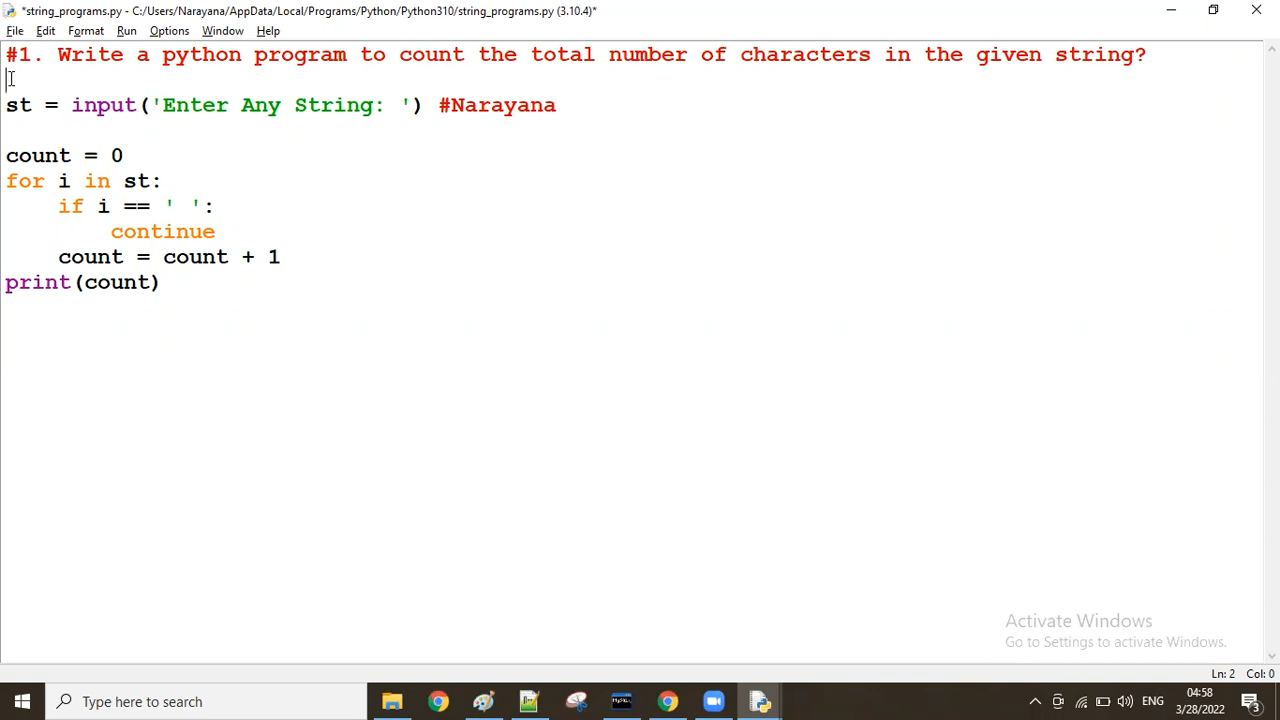 *string_programs.py - C:/Users/Narayana/AppData/Local/Programs/Python/Python310/string_programs.py (3.10.4)*
File Edit Format Run Options Window Help
#1. Write a python program to count the total number of characters in the given string?
st = input('Enter Any String: ') #Narayana
count = 0
for i in st:
    if i == ' ':
        continue
    count = count + 1
print(count)
Activate Windows
Go to Settings to activate Windows.
Ln: 2 Col: 0
Type here to search
ENG
04:58
3/28/2022
3